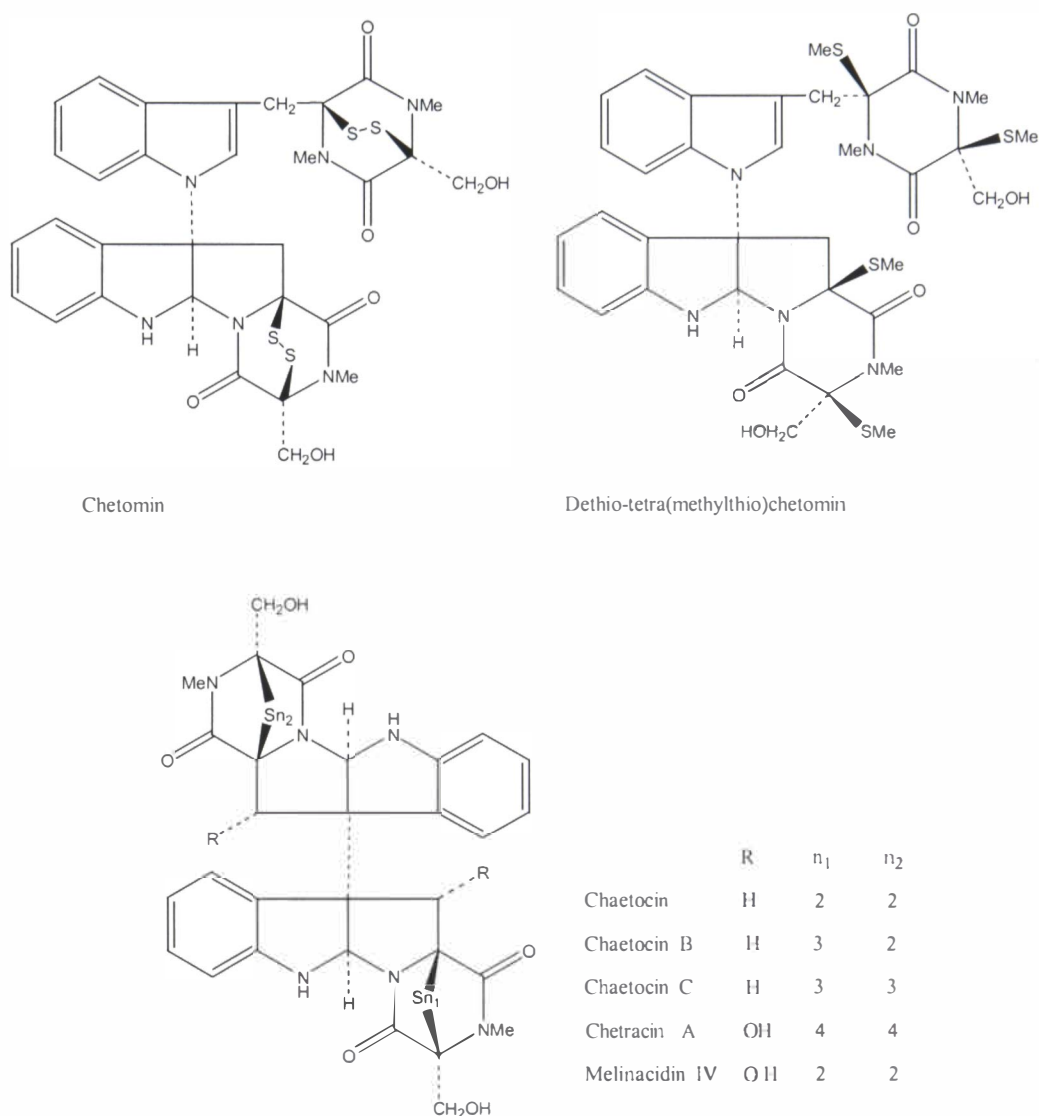 O
O
MeS
CH₂
NMe
CH₂
NMe
S-S
SMe
MeN
MeN
CH₂OH
CH₂OH
N
N
O
O
SMe
O
O
N
H
N
S
S
N
H
N
H
H
NMe
NMe
O
O
CH₂OH
HOH₂C
SMe
Chetomin
Dethio-tetra(methylthio)chetomin
CH₂OH
O
MeN
H
H
N
Sn₂
N
O
R
R
R n₁ n₂
Chaetocin H 2 2
Chaetocin B H 3 2
Chaetocin C H 3 3
Chetracin A OH 4 4
Melinacidin IV OH 2 2
O
N
H
N
H
Sn₁
NMe
O
CH₂OH